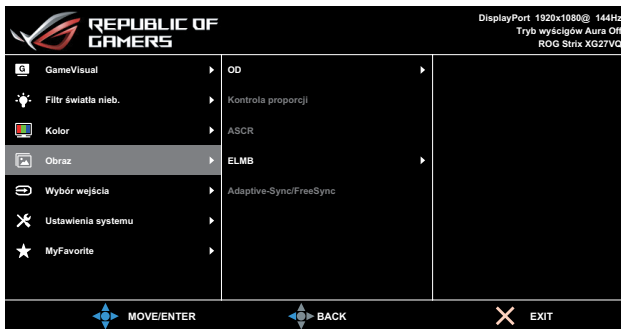 REPUBLIC OF
GAMERS
DisplayPort 1920x1080@ 144Hz
Tryb wyścigów Aura Off
ROG Strix XG27VQ
G
GameVisual
Filtr światła nieb.
Kolor
Obraz
Wybór wejścia
Ustawienia systemu
MyFavorite
OD
Kontrola proporcji
ASCR
ELMB
Adaptive-Sync/FreeSync
MOVE/ENTER
BACK
EXIT